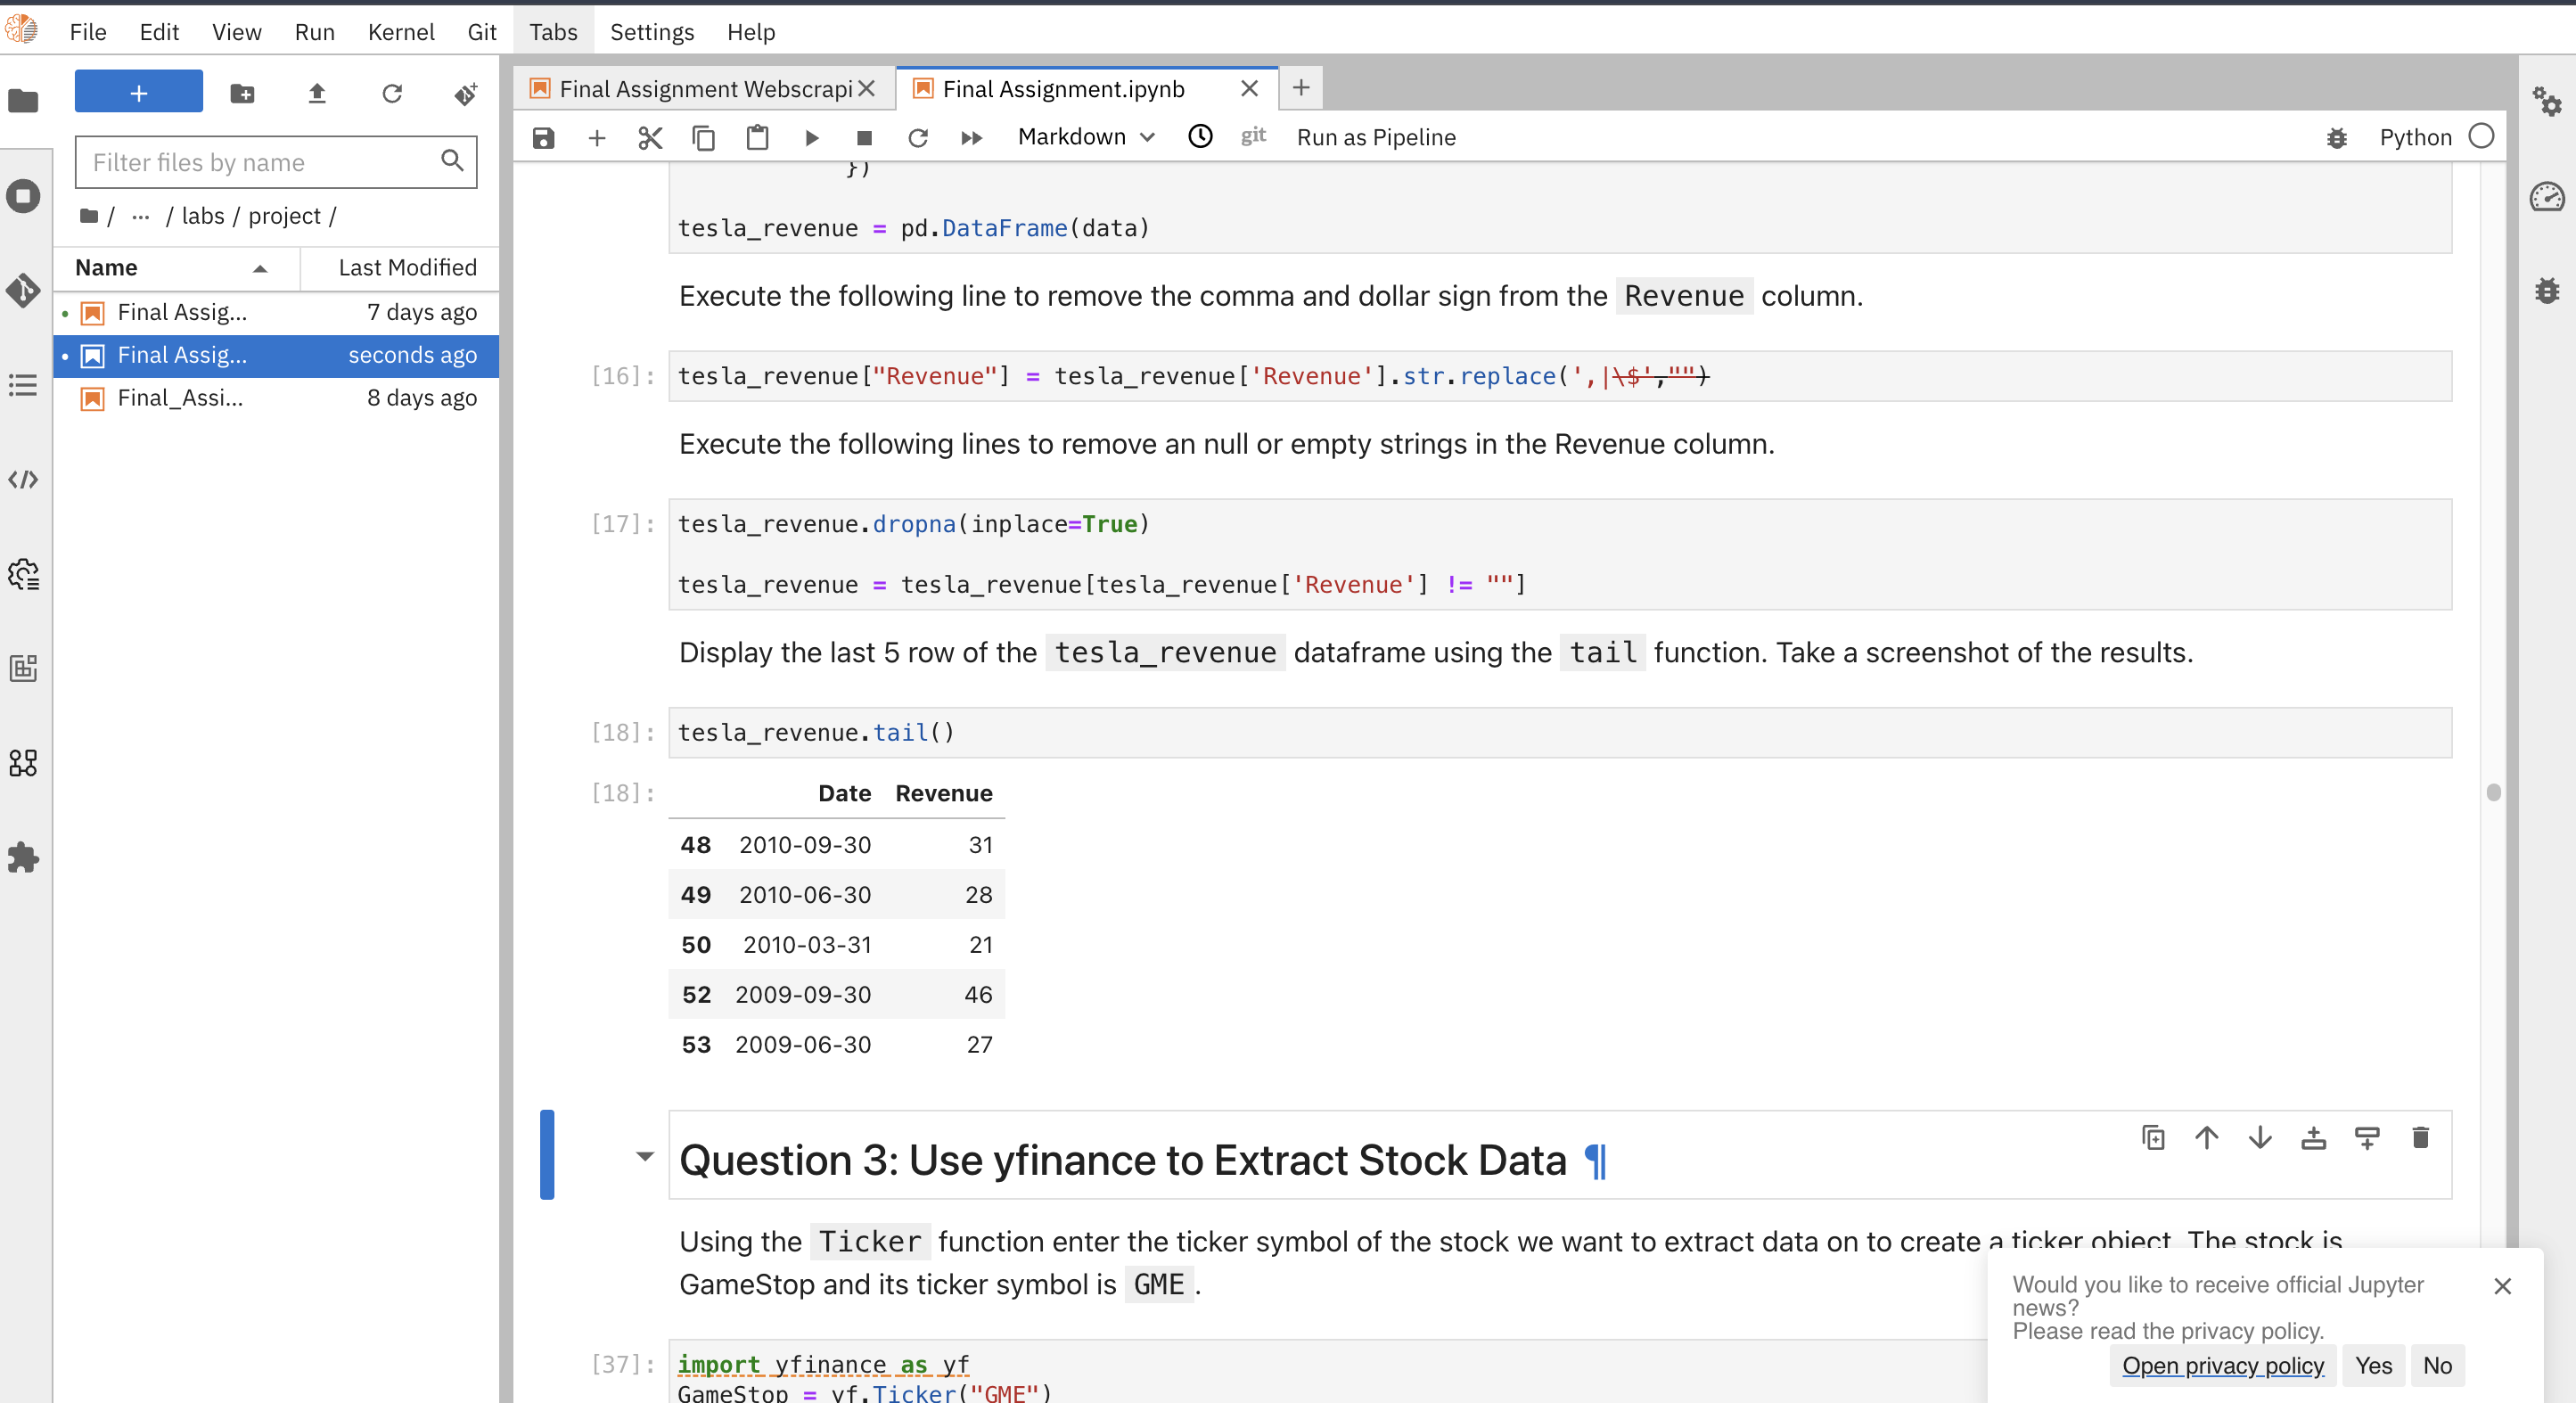 File Edit View Run Kernel Git Tabs Settings Help
Filter files by name
/ ... / labs / project /
Name Last Modified
Final Assig... 7 days ago
Final Assig... seconds ago
Final_Assi... 8 days ago
Final Assignment Webscrapi
Final Assignment.ipynb
Markdown
git
Run as Pipeline
Python
})
tesla_revenue = pd.DataFrame(data)
Execute the following line to remove the comma and dollar sign from the Revenue column.
[16]: tesla_revenue["Revenue"] = tesla_revenue['Revenue'].str.replace(',|\$',"")
Execute the following lines to remove an null or empty strings in the Revenue column.
[17]: tesla_revenue.dropna(inplace=True)
tesla_revenue = tesla_revenue[tesla_revenue['Revenue'] != ""]
Display the last 5 row of the tesla_revenue dataframe using the tail function. Take a screenshot of the results.
[18]: tesla_revenue.tail()
[18]: Date Revenue
48 2010-09-30 31
49 2010-06-30 28
50 2010-03-31 21
52 2009-09-30 46
53 2009-06-30 27
Question 3: Use yfinance to Extract Stock Data ¶
Using the Ticker function enter the ticker symbol of the stock we want to extract data on to create a ticker object. The stock is
GameStop and its ticker symbol is GME .
[37]: import yfinance as yf
GameStop = yf.Ticker("GME")
Would you like to receive official Jupyter
news?
Please read the privacy policy.
Open privacy policy Yes No